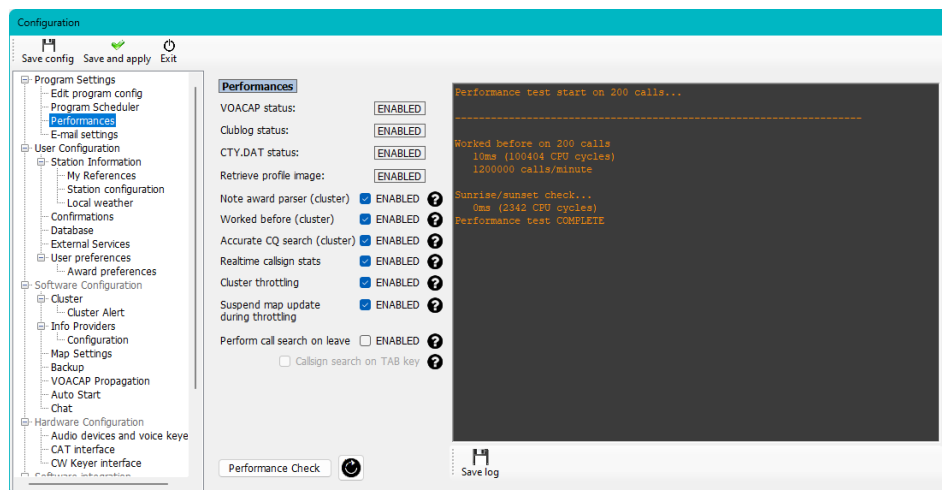 Configuration
Save config Save and apply Exit
Program Settings
Edit program config
Program Scheduler
Performances
E-mail settings
User Configuration
Station Information
My References
Station configuration
Local weather
Confirmations
Database
External Services
User preferences
Award preferences
Software Configuration
Cluster
Cluster Alert
Info Providers
Configuration
Map Settings
Backup
VOACAP Propagation
Auto Start
Chat
Hardware Configuration
Audio devices and voice keye
CAT interface
CW Keyer interface
Software integration
Performances
VOACAP status: ENABLED
Clublog status: ENABLED
CTY.DAT status: ENABLED
Retrieve profile image: ENABLED
Note award parser (cluster) ENABLED ?
Worked before (cluster) ENABLED ?
Accurate CQ search (cluster) ENABLED ?
Realtime callsign stats ENABLED ?
Cluster throttling ENABLED ?
Suspend map update ENABLED ?
during throttling
Perform call search on leave ENABLED ?
Callsign search on TAB key ?
Performance Check
Performance test start on 200 calls...
--------------------------------------------------------------------
Worked before on 200 calls
10ms (100404 CPU cycles)
1200000 calls/minute
Sunrise/sunset check...
0ms (2342 CPU cycles)
Performance test COMPLETE
Save log